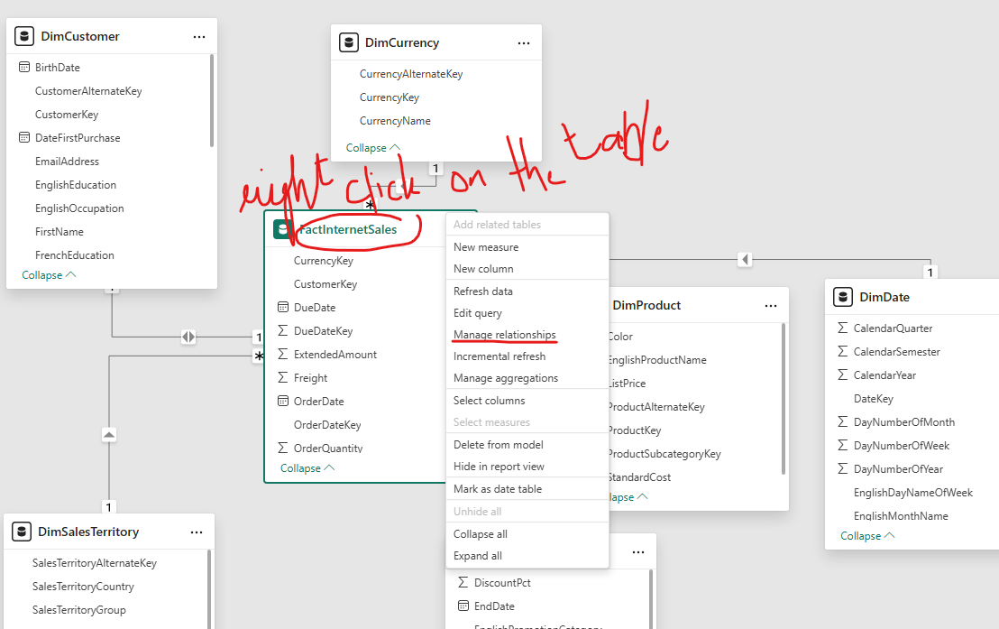 DimCustomer
BirthDate
CustomerAlternateKey
CustomerKey
DateFirstPurchase
EmailAddress
EnglishEducation
EnglishOccupation
FirstName
FrenchEducation
Collapse
DimCurrency
CurrencyAlternateKey
CurrencyKey
CurrencyName
Collapse
1
*
right click on the table
FactInternetSales
CurrencyKey
CustomerKey
DueDate
DueDateKey
ExtendedAmount
Freight
OrderDate
OrderDateKey
OrderQuantity
Collapse
1
1
*
1
Add related tables
New measure
New column
Refresh data
Edit query
Manage relationships
Incremental refresh
Manage aggregations
Select columns
Select measures
Delete from model
Hide in report view
Mark as date table
Unhide all
Collapse all
Expand all
DimProduct
Color
EnglishProductName
ListPrice
ProductAlternateKey
ProductKey
ProductSubcategoryKey
StandardCost
lapse
1
DimDate
CalendarQuarter
CalendarSemester
CalendarYear
DateKey
DayNumberOfMonth
DayNumberOfWeek
DayNumberOfYear
EnglishDayNameOfWeek
EnglishMonthName
Collapse
DimSalesTerritory
SalesTerritoryAlternateKey
SalesTerritoryCountry
SalesTerritoryGroup
DiscountPct
EndDate